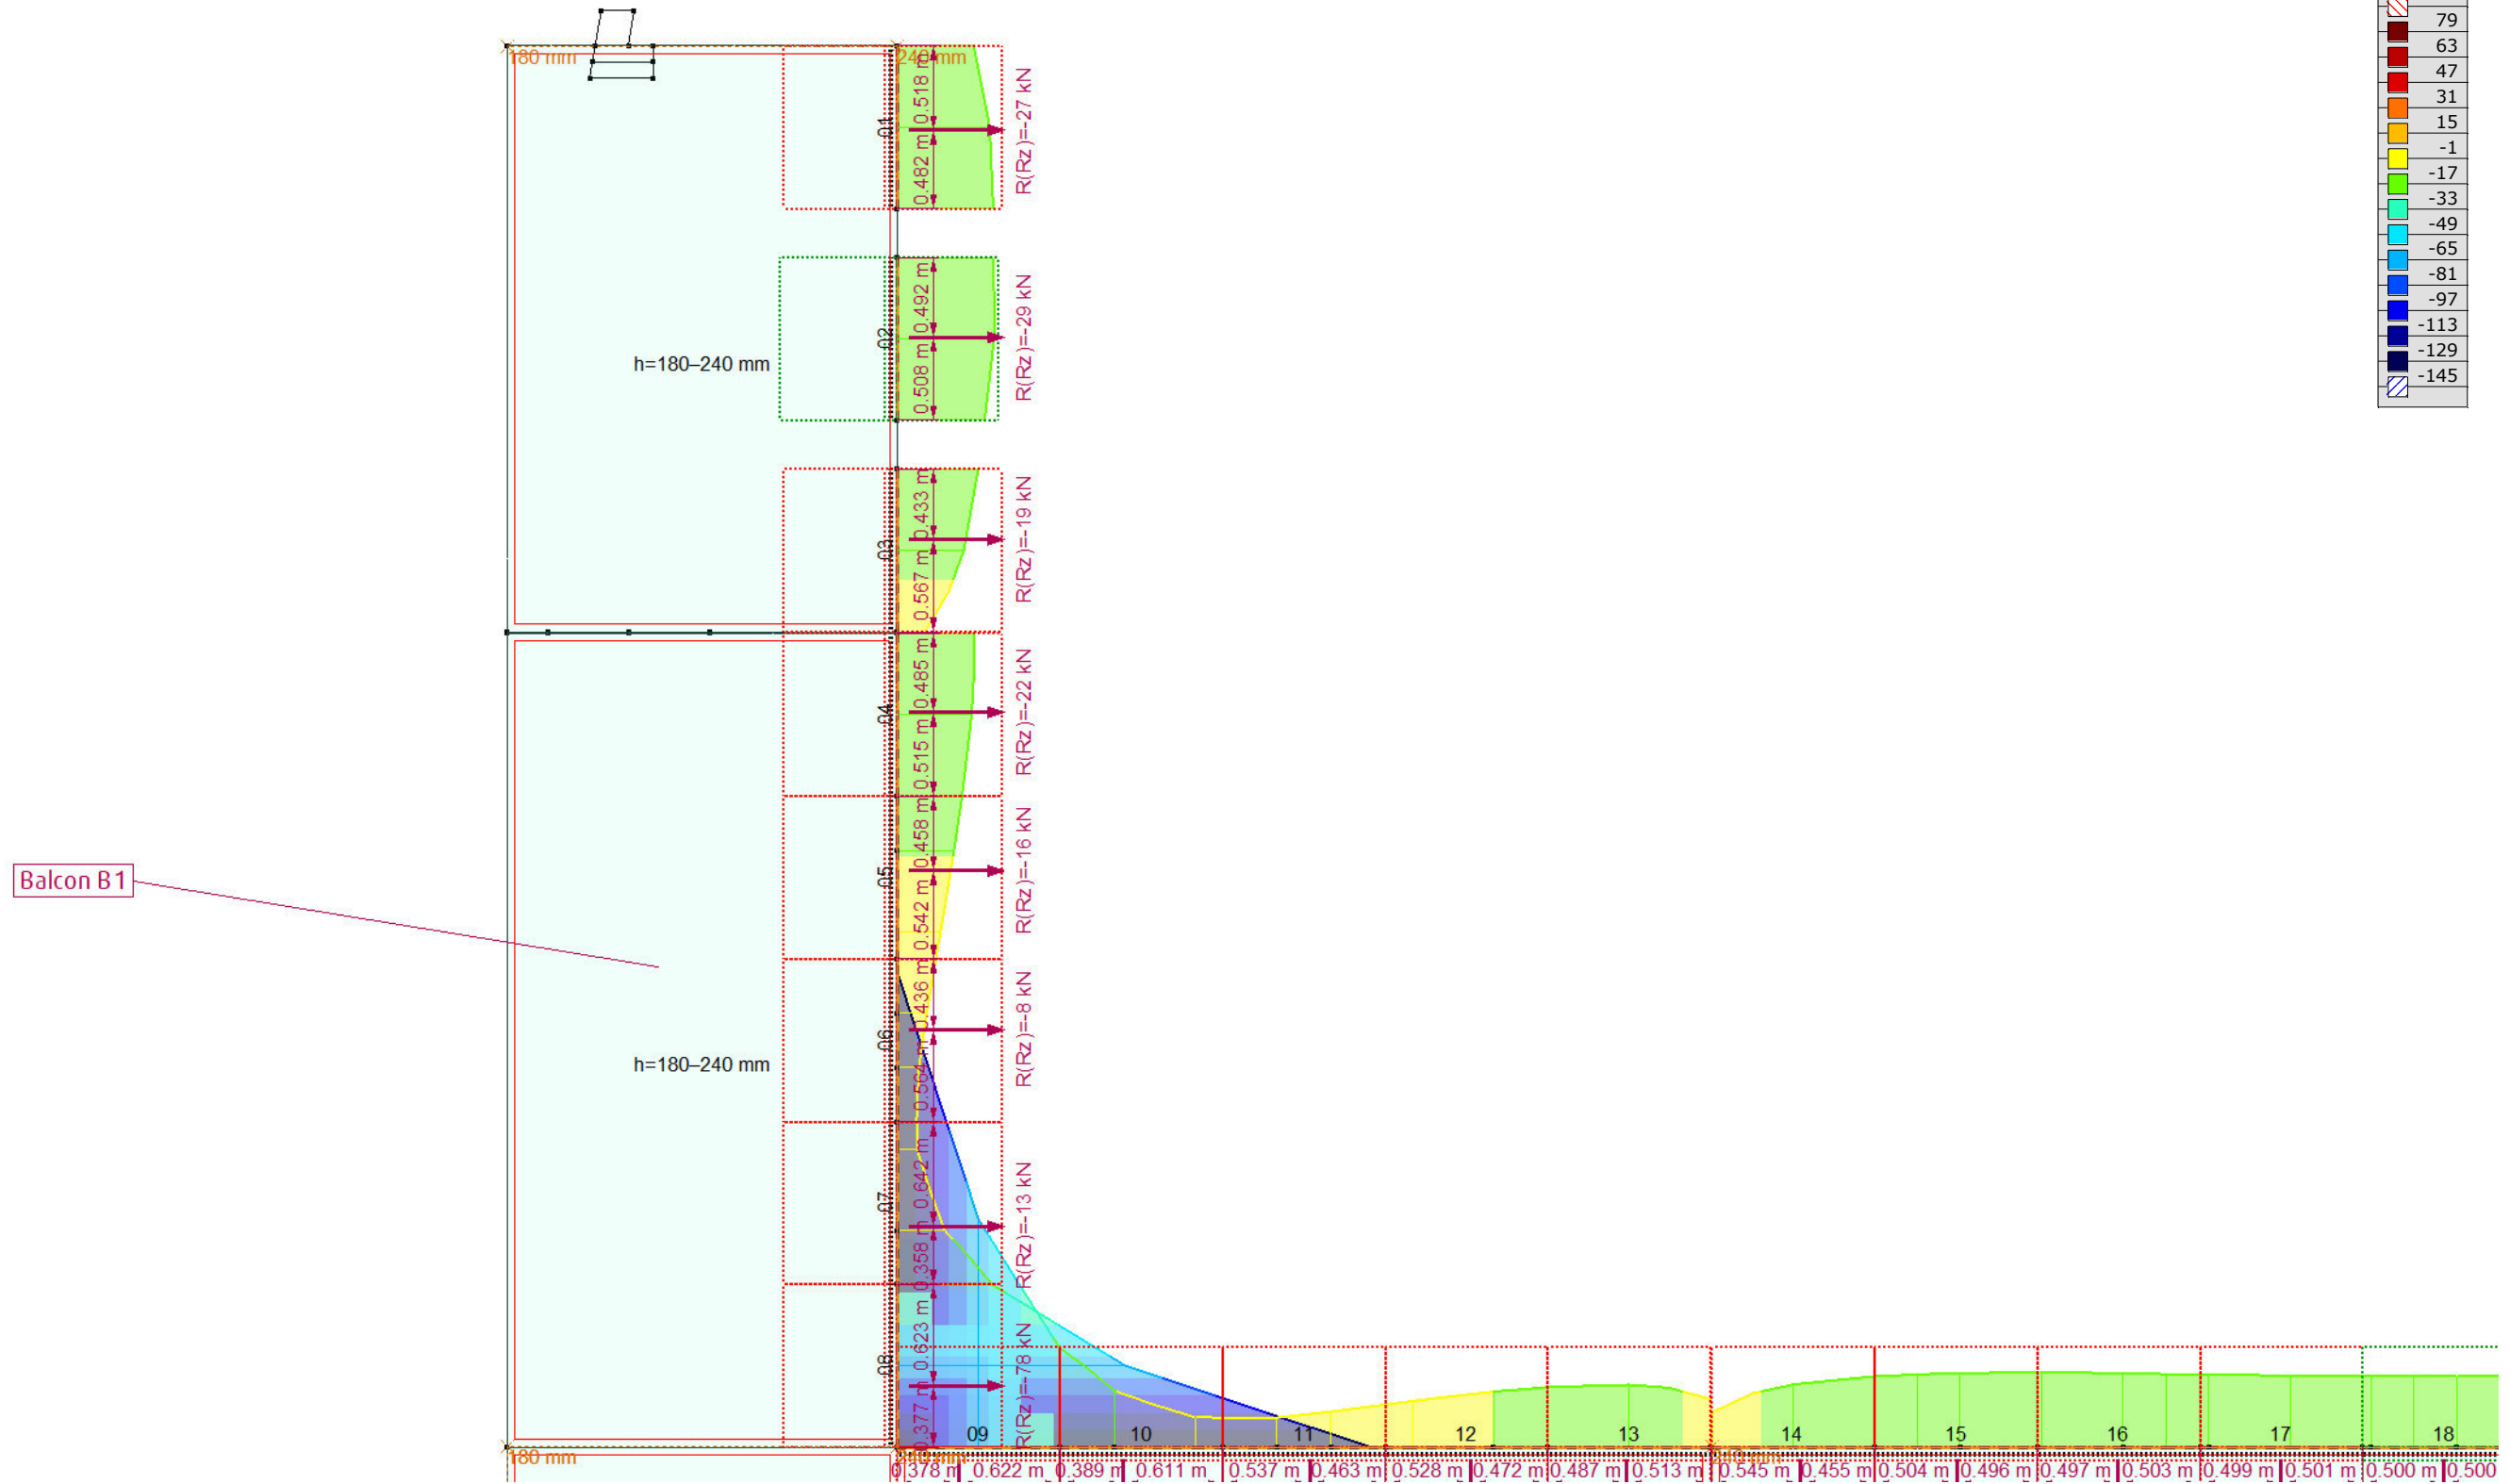 79
63
47
31
15
-1
-17
-33
-49
-65
-81
-97
-113
-129
-145
180 mm
240 mm
0.518 m
01
R(Rz)=-27 kN
0.482 m
0.492 m
02
R(Rz)=-29 kN
h=180–240 mm
0.508 m
0.433 m
03
R(Rz)=-19 kN
0.567 m
0.485 m
04
R(Rz)=-22 kN
0.515 m
0.458 m
Balcon B1
05
R(Rz)=-16 kN
0.542 m
0.436 m
06
R(Rz)=-8 kN
h=180–240 mm
0.564 m
0.642 m
07
R(Rz)=-13 kN
0.358 m
0.623 m
08
R(Rz)=-78 kN
0.377 m
09 10 11 12 13 14 15 16 17 18
180 mm
240 mm
240 mm
0.378 0.622 m 0.389 m 0.611 m 0.537 m 0.463 m 0.528 m 0.472 m 0.487 m 0.513 m 0.545 m 0.455 m 0.504 m 0.496 m 0.497 m 0.503 m 0.499 m 0.501 m 0.500 m 0.500